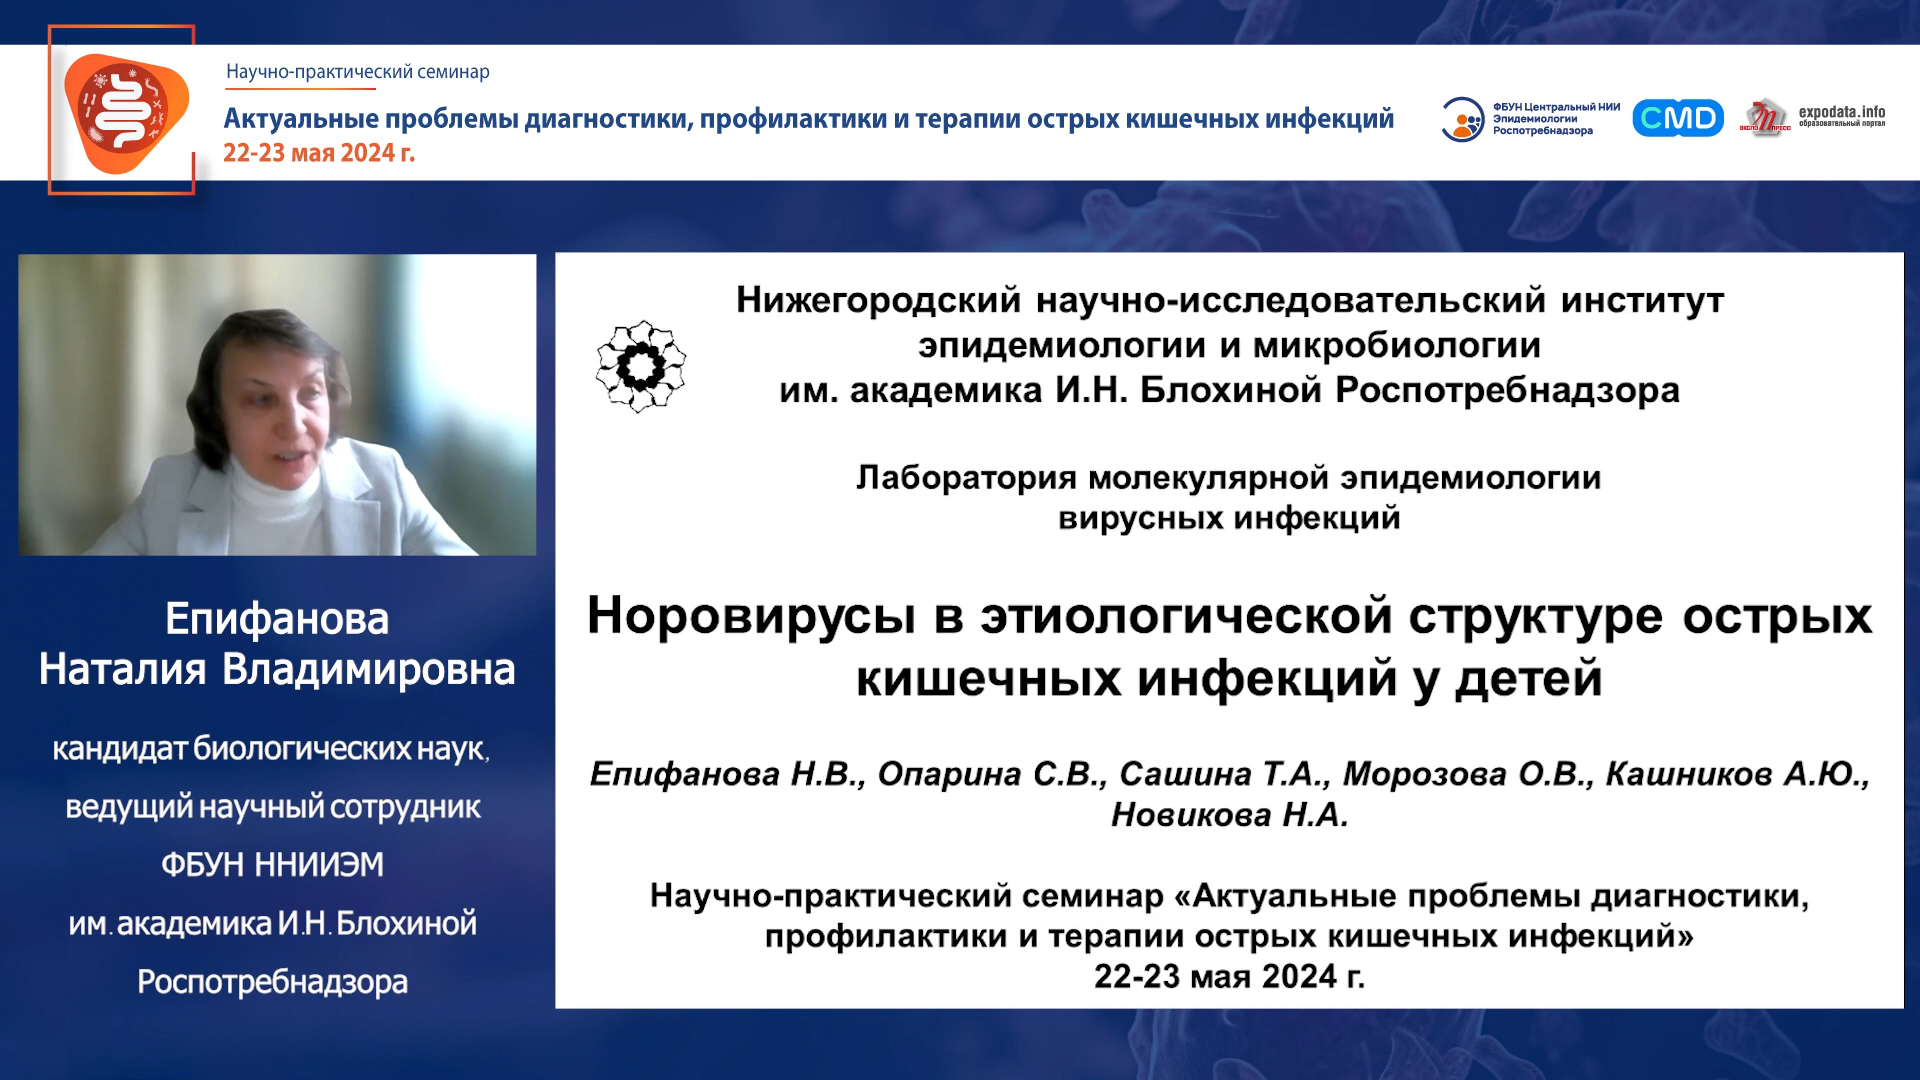 Научно-практический семинар
Актуальные проблемы диагностики, профилактики и терапии острых кишечных инфекций
22-23 мая 2024 г.
ФБУН Центральный НИИ
Эпидемиологии
Роспотребнадзора
CMD
ЭКСПО ПРЕСС
expodata.info
образовательный портал
Нижегородский научно-исследовательский институт
эпидемиологии и микробиологии
им. академика И.Н. Блохиной Роспотребнадзора
Лаборатория молекулярной эпидемиологии
вирусных инфекций
Норовирусы в этиологической структуре острых
кишечных инфекций у детей
Епифанова Н.В., Опарина С.В., Сашина Т.А., Морозова О.В., Кашников А.Ю.,
Новикова Н.А.
Научно-практический семинар «Актуальные проблемы диагностики,
профилактики и терапии острых кишечных инфекций»
22-23 мая 2024 г.
Епифанова
Наталия Владимировна
кандидат биологических наук,
ведущий научный сотрудник
ФБУН ННИИЭМ
им. академика И.Н. Блохиной
Роспотребнадзора